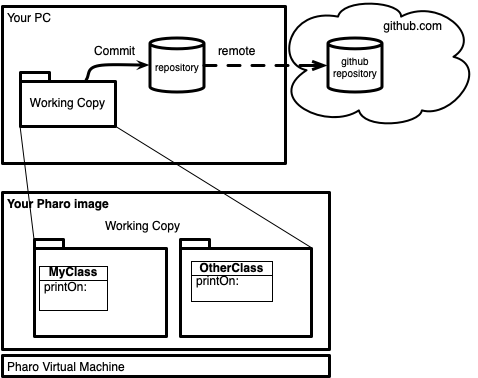 Your PC
github.com
Commit
remote
repository
github
repository
Working Copy
Your Pharo image
Working Copy
MyClass
printOn:
OtherClass
printOn:
Pharo Virtual Machine